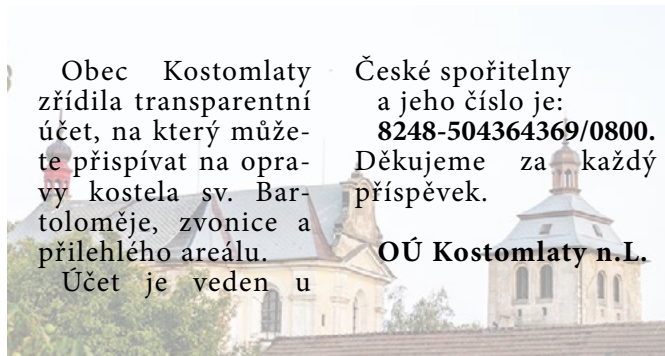 Obec Kostomlaty
zřídila transparentní
účet, na který může-
te přispívat na opra-
vy kostela sv. Bar-
toloměje, zvonice a
přilehlého areálu.
Účet je veden u
České spořitelny
a jeho číslo je:
8248-504364369/0800.
Děkujeme za každý
příspěvek.
OÚ Kostomlaty n.L.